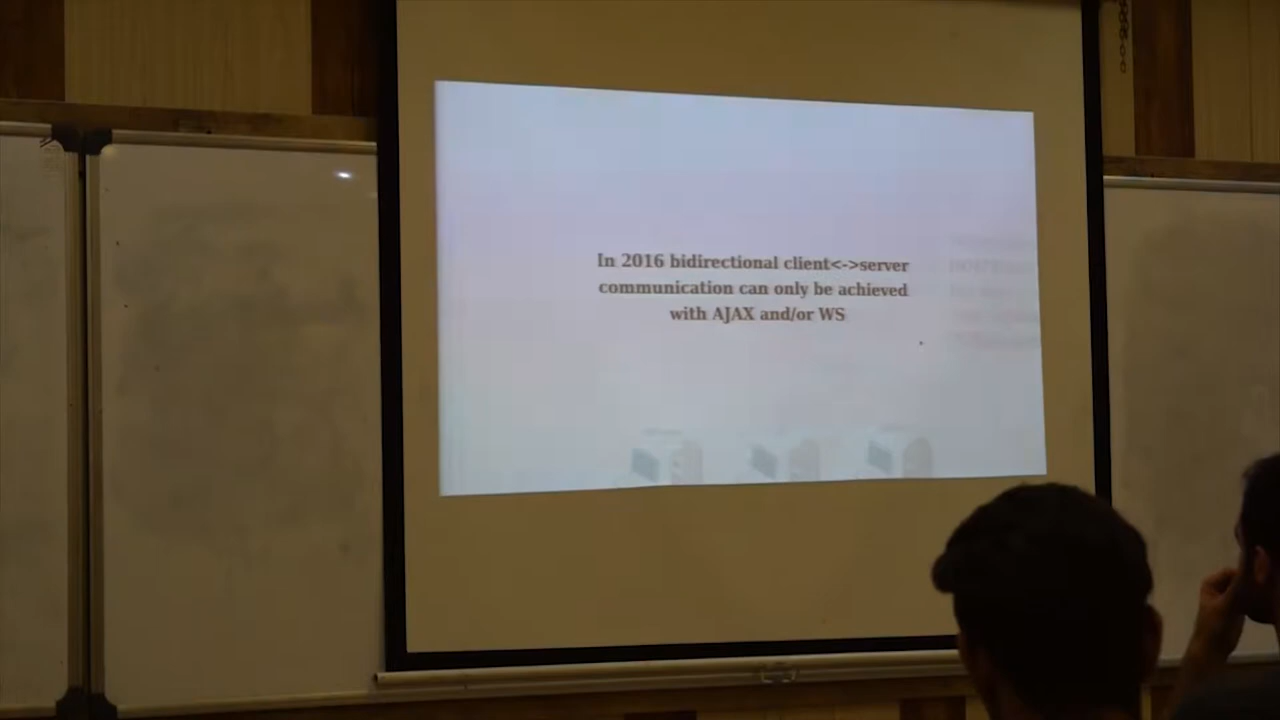 In 2016 bidirectional client<->server
communication can only be achieved
with AJAX and/or WS